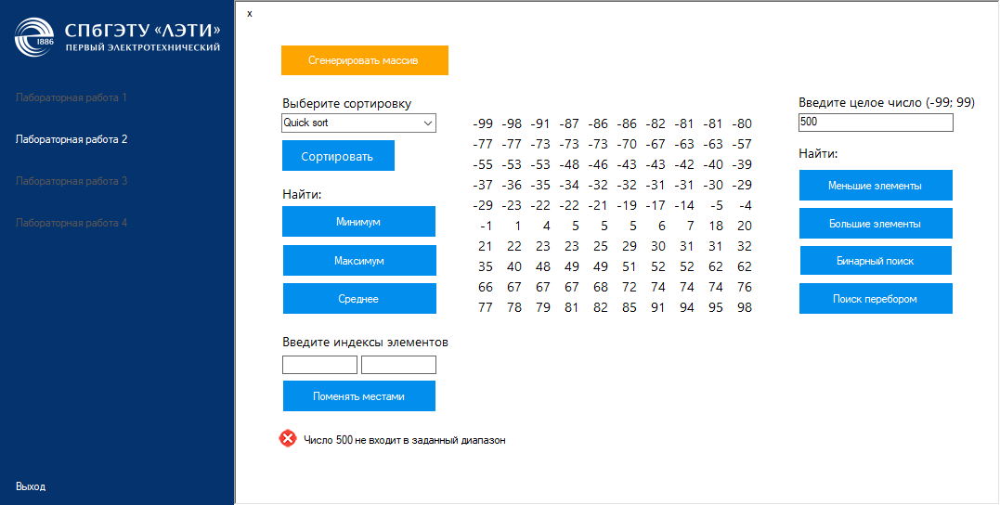 СПбГЭТУ «ЛЭТИ»
1886
ПЕРВЫЙ ЭЛЕКТРОТЕХНИЧЕСКИЙ
Лабораторная работа 1
Лабораторная работа 2
Лабораторная работа 3
Лабораторная работа 4
Выход
x
Сгенерировать массив
Выберите сортировку
Quick sort
Сортировать
Найти:
Минимум
Максимум
Среднее
Введите индексы элементов
Поменять местами
Число 500 не входит в заданный диапазон
-99 -98 -91 -87 -86 -86 -82 -81 -81 -80
-77 -77 -73 -73 -73 -70 -67 -63 -63 -57
-55 -53 -53 -48 -46 -43 -43 -42 -40 -39
-37 -36 -35 -34 -32 -32 -31 -31 -30 -29
-29 -23 -22 -22 -21 -19 -17 -14 -5 -4
-1 1 4 5 5 5 6 7 18 20
21 22 23 23 25 29 30 31 31 32
35 40 48 49 49 51 52 52 62 62
66 67 67 68 72 74 74 74 76
77 78 79 81 82 85 91 94 95 98
Введите целое число (-99; 99)
500
Найти:
Меньшие элементы
Большие элементы
Бинарный поиск
Поиск перебором